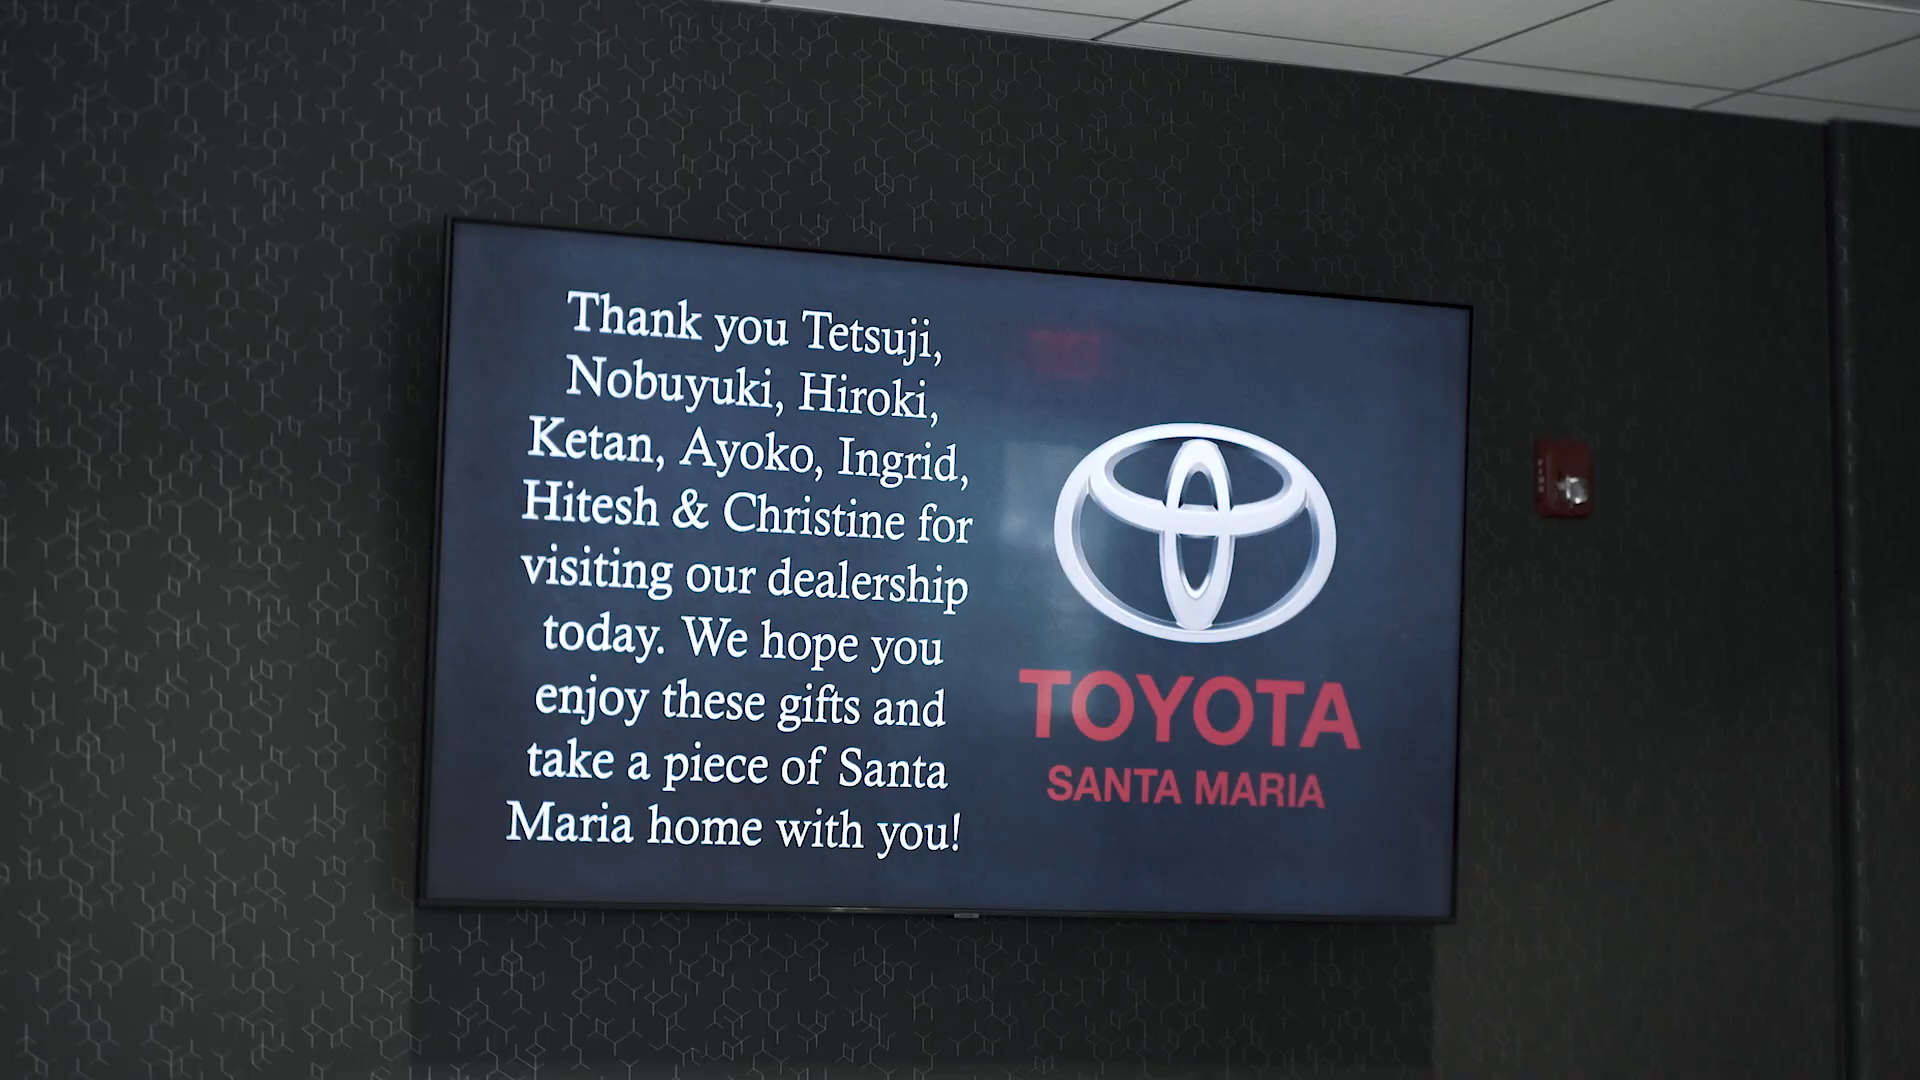 Thank you Tetsuji,
Nobuyuki, Hiroki,
Ketan, Ayoko, Ingrid,
Hitesh & Christine for
visiting our dealership
today. We hope you
enjoy these gifts and
take a piece of Santa
Maria home with you!
TOYOTA
SANTA MARIA